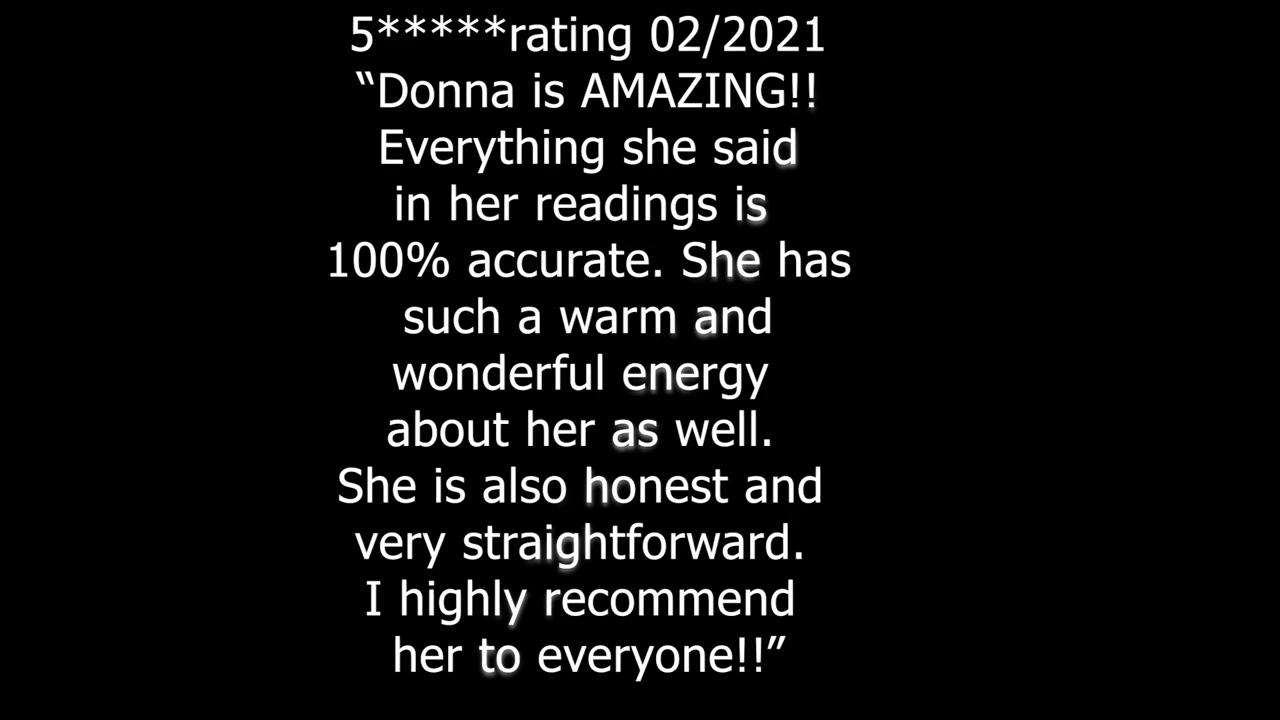 5*****rating 02/2021
“Donna is AMAZING!!
Everything she said
in her readings is
100% accurate. She has
such a warm and
wonderful energy
about her as well.
She is also honest and
very straightforward.
I highly recommend
her to everyone!!”